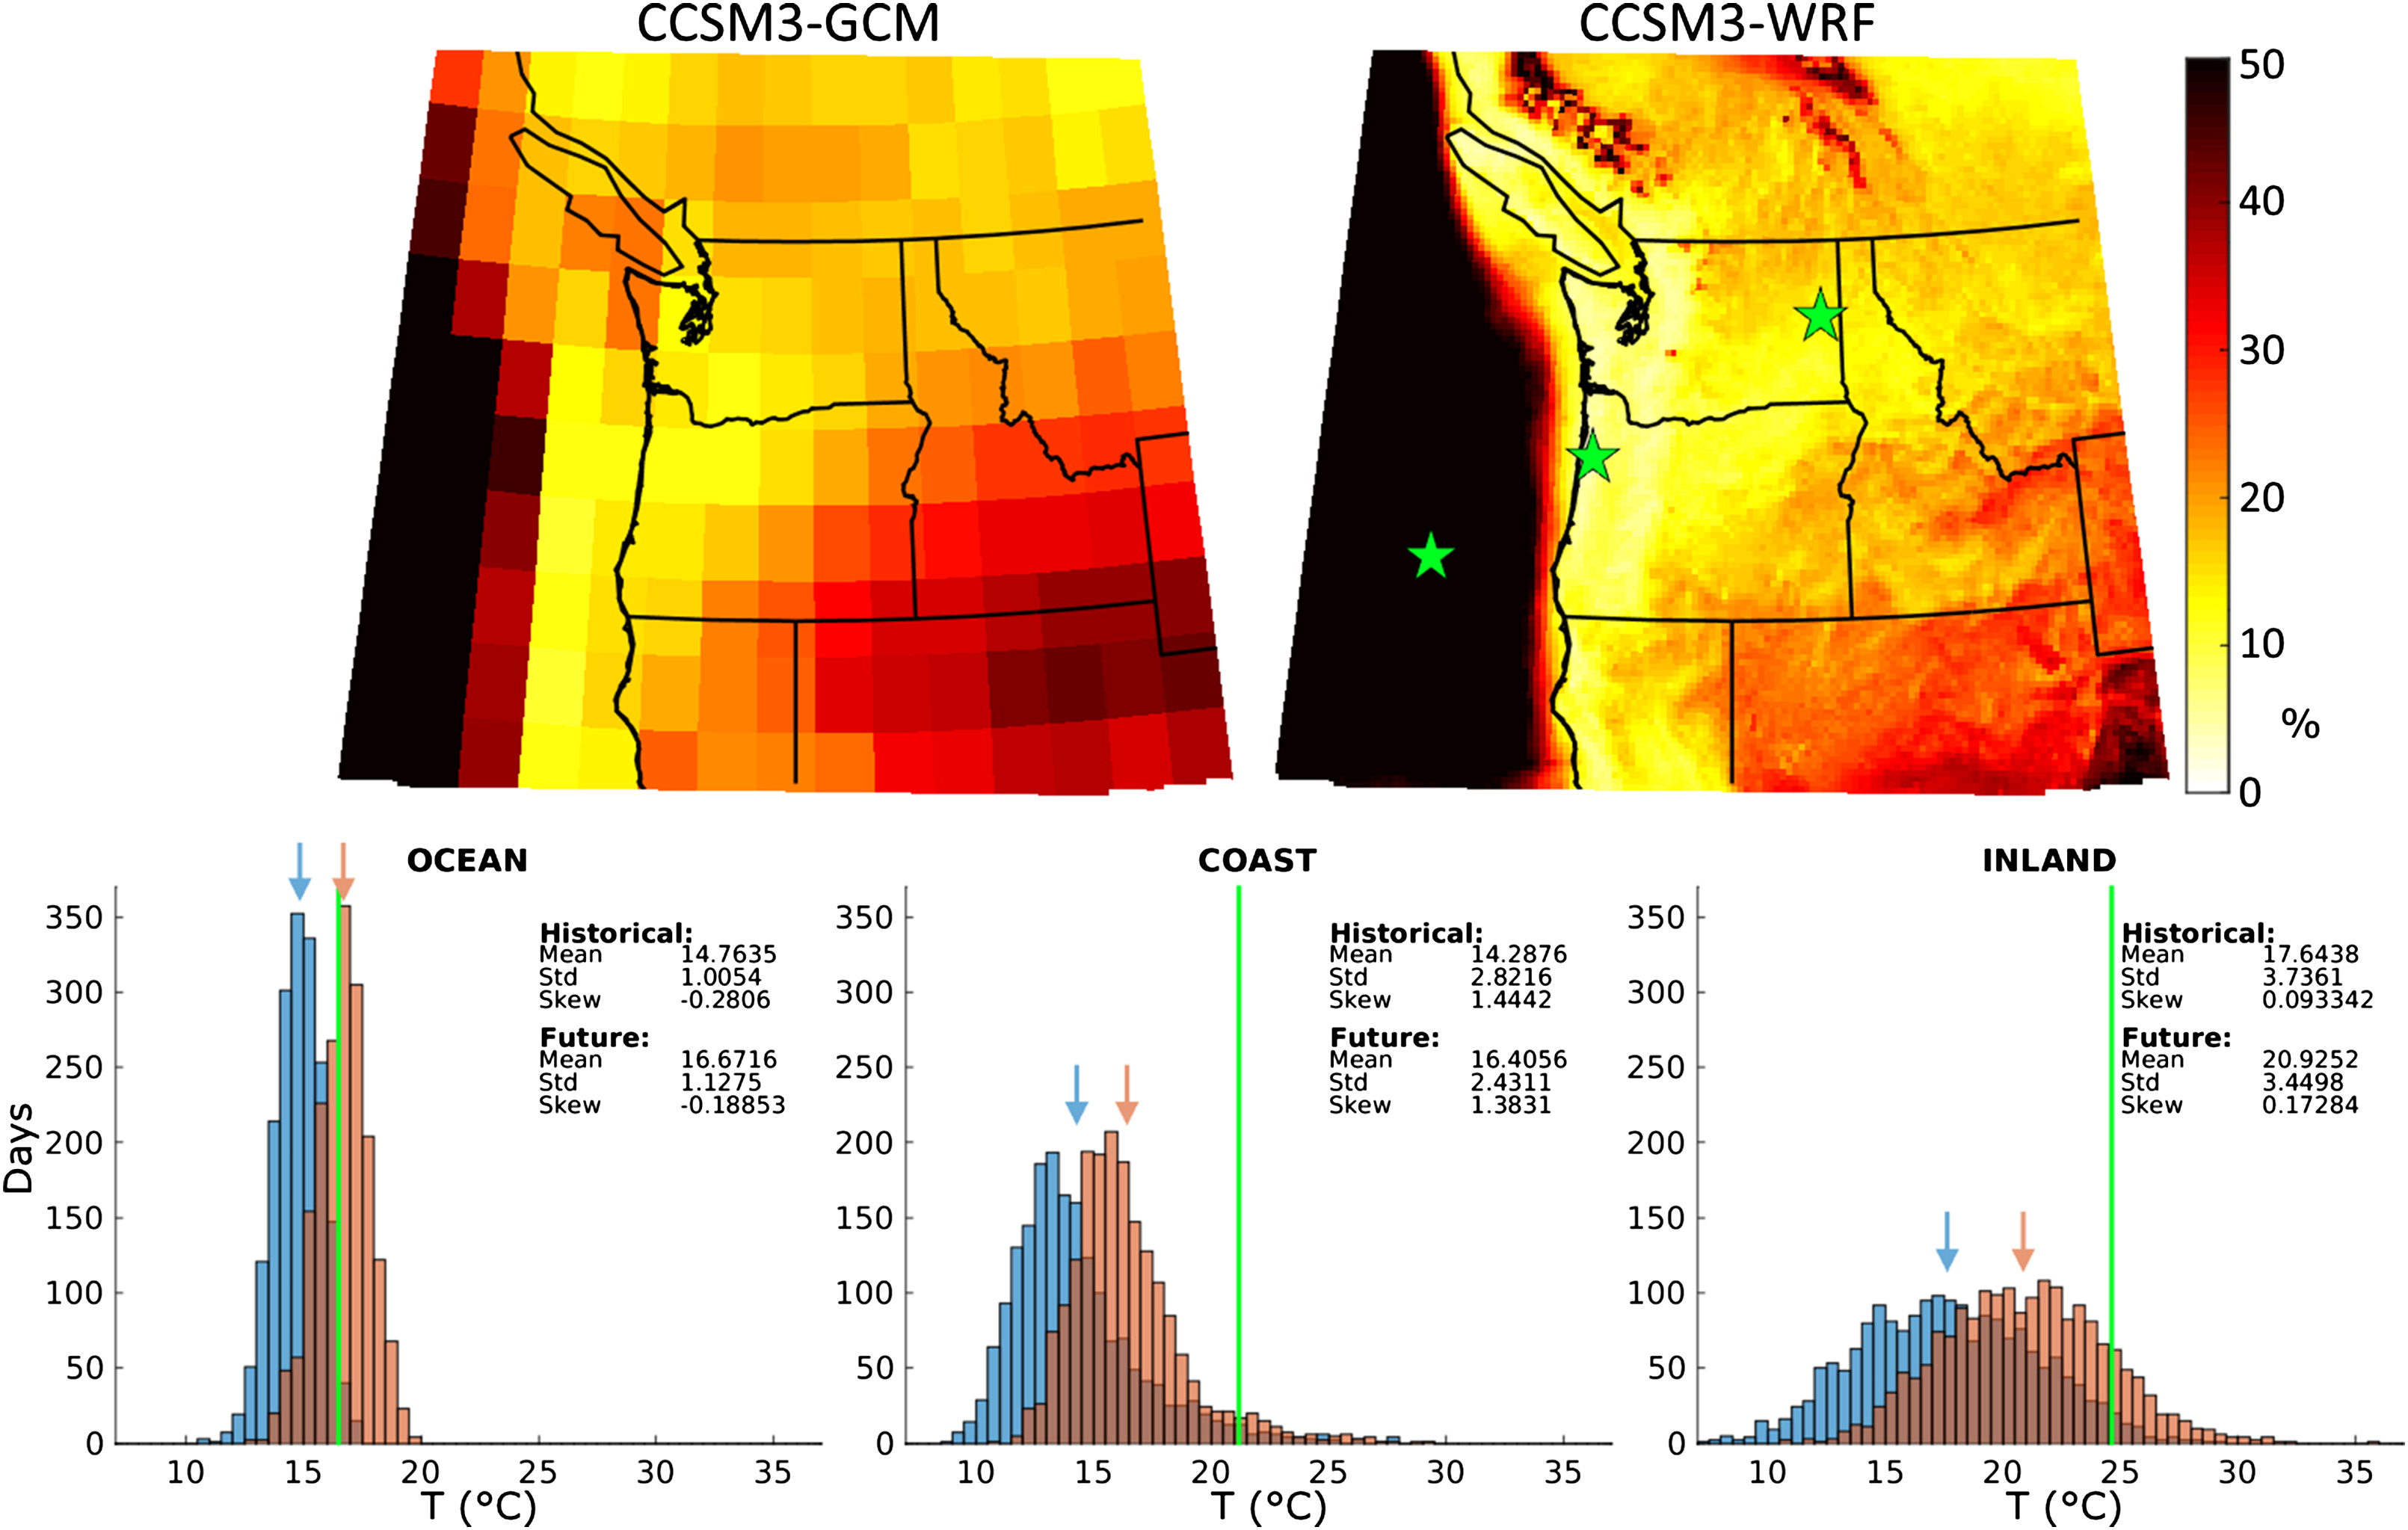 CCSM3-GCM
CCSM3-WRF
50
40
30
20
10
%
0
OCEAN
COAST
INLAND
Days
350
300
250
200
150
100
50
0
10 15 20 25 30 35
T (°C)
Historical:
Mean 14.7635
Std 1.0054
Skew -0.2806
Future:
Mean 16.6716
Std 1.1275
Skew -0.18853
350
300
250
200
150
100
50
0
10 15 20 25 30 35
T (°C)
Historical:
Mean 14.2876
Std 2.8216
Skew 1.4442
Future:
Mean 16.4056
Std 2.4311
Skew 1.3831
350
300
250
200
150
100
50
0
10 15 20 25 30 35
T (°C)
Historical:
Mean 17.6438
Std 3.7361
Skew 0.093342
Future:
Mean 20.9252
Std 3.4498
Skew 0.17284